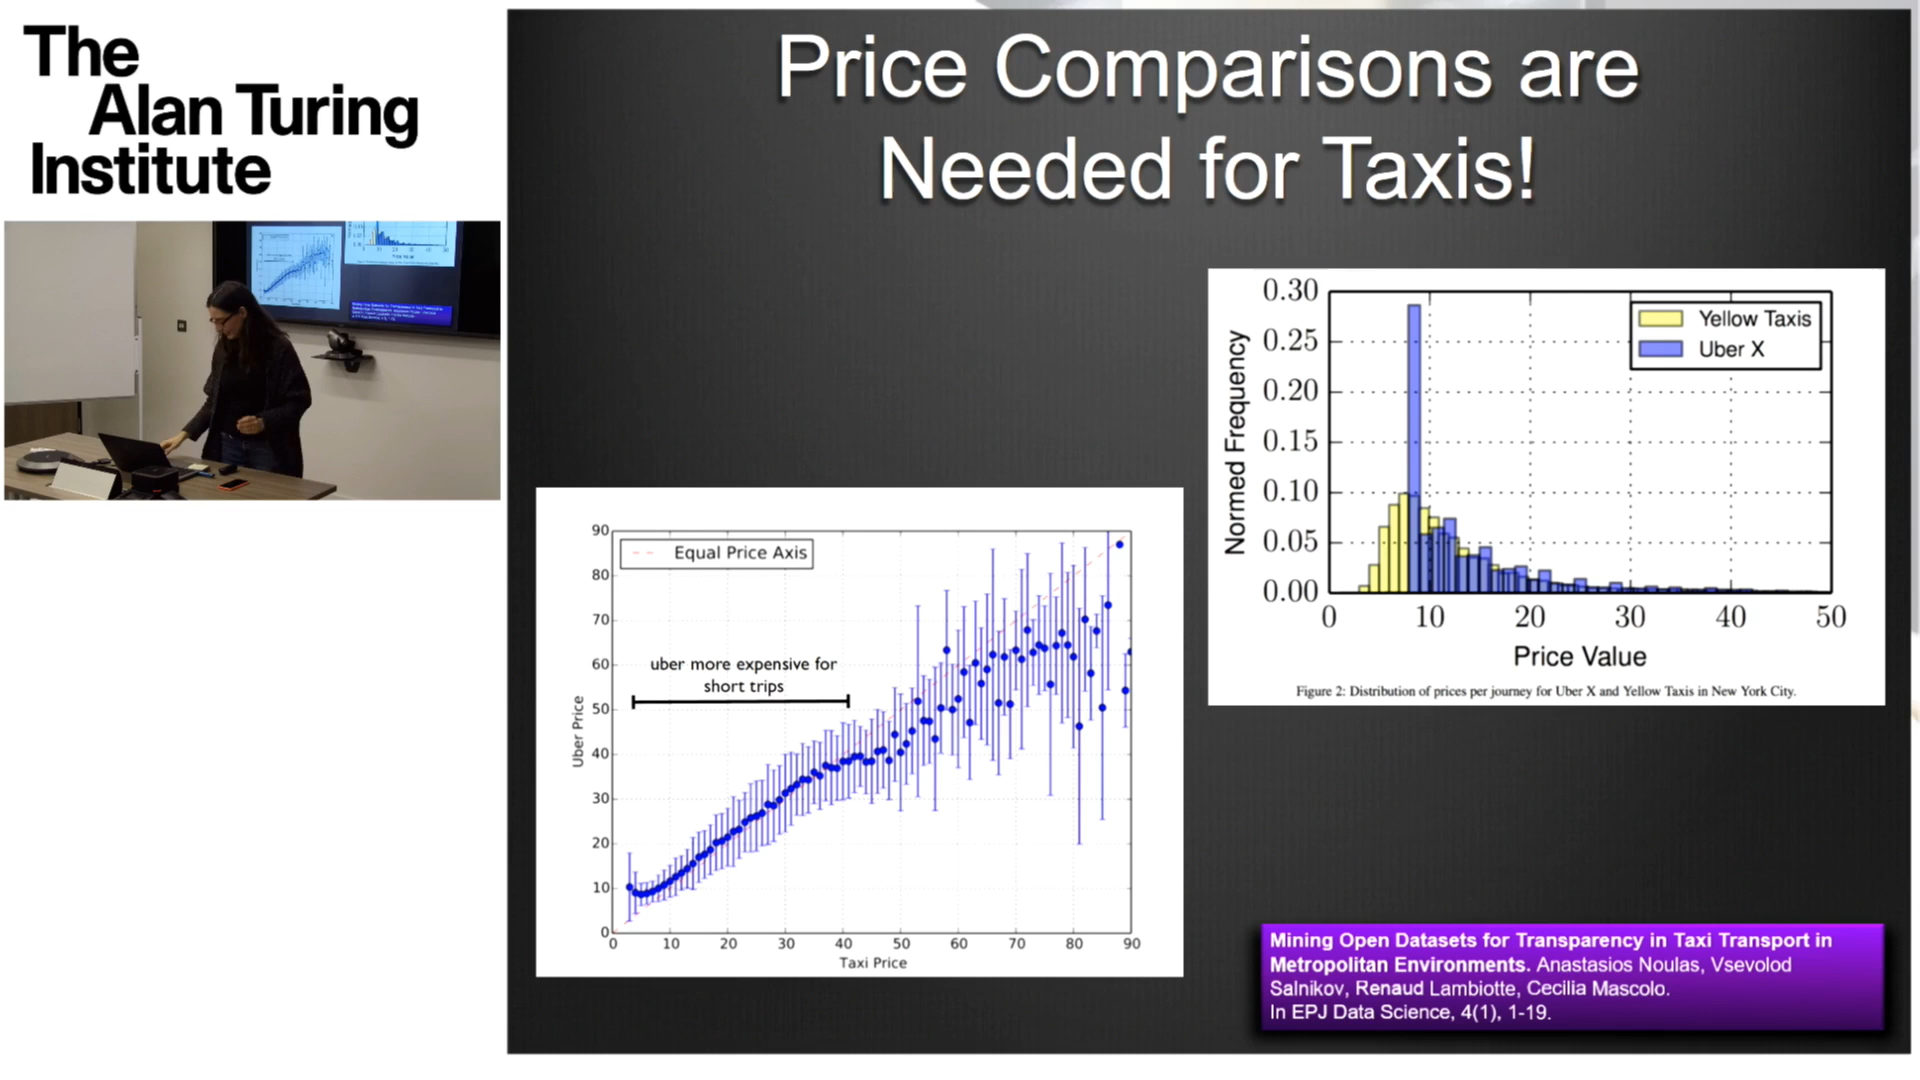 The
Alan Turing
Institute
Price Comparisons are
Needed for Taxis!
0.30
0.25
0.20
0.15
0.10
0.05
0.00
Normed Frequency
Yellow Taxis
Uber X
0 10 20 30 40 50
Price Value
Figure 2: Distribution of prices per journey for Uber X and Yellow Taxis in New York City.
Equal Price Axis
uber more expensive for
short trips
90
80
70
60
50
40
30
20
10
0
Uber Price
0 10 20 30 40 50 60 70 80 90
Taxi Price
Mining Open Datasets for Transparency in Taxi Transport in
Metropolitan Environments. Anastasios Noulas, Vsevolod
Salnikov, Renaud Lambiotte, Cecilia Mascolo.
In EPJ Data Science, 4(1), 1-19.